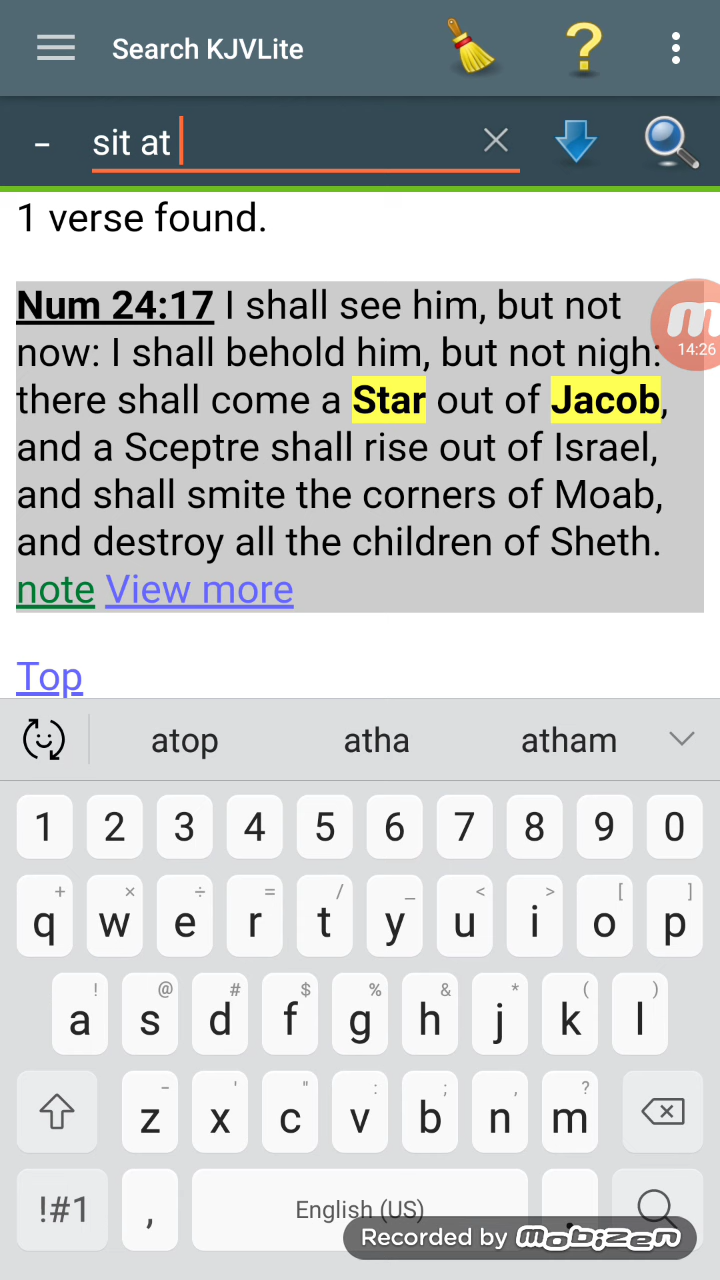 Search KJVLite
?
- sit at
1 verse found.
Num 24:17 I shall see him, but not
now: I shall behold him, but not nigh:
there shall come a Star out of Jacob,
and a Sceptre shall rise out of Israel,
and shall smite the corners of Moab,
and destroy all the children of Sheth.
note View more
14:26
Top
atop atha atham
1 2 3 4 5 6 7 8 9 0
+ × ÷ = / _ < > [ ]
q w e r t y u i o p
! @ # $ % & * ( )
a s d f g h j k l
- ' " : ; , ?
z x c v b n m
!#1 , English (US) .
Recorded by mobizen